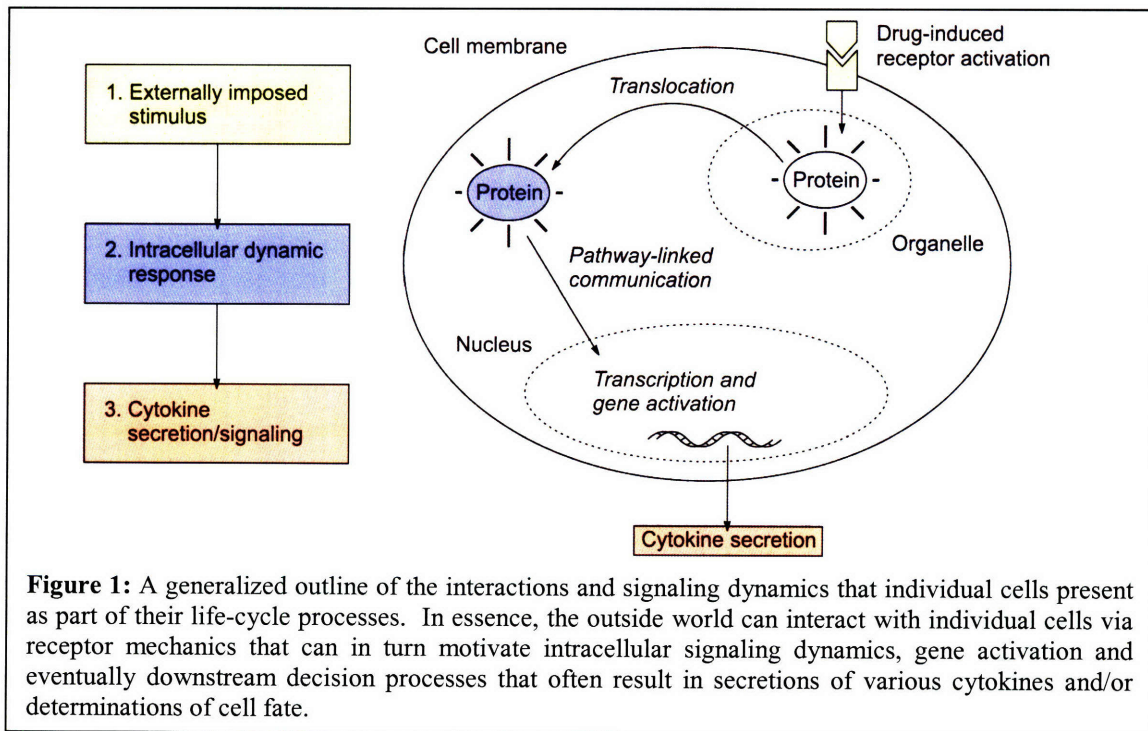 1. Externally imposed
stimulus
2. Intracellular dynamic
response
3. Cytokine
secretion/signaling
Cell membrane
Drug-induced
receptor activation
Translocation
Protein
Protein
Organelle
Pathway-linked
communication
Nucleus
Transcription and
gene activation
Cytokine secretion
Figure 1: A generalized outline of the interactions and signaling dynamics that individual cells present
as part of their life-cycle processes. In essence, the outside world can interact with individual cells via
receptor mechanics that can in turn motivate intracellular signaling dynamics, gene activation and
eventually downstream decision processes that often result in secretions of various cytokines and/or
determinations of cell fate.